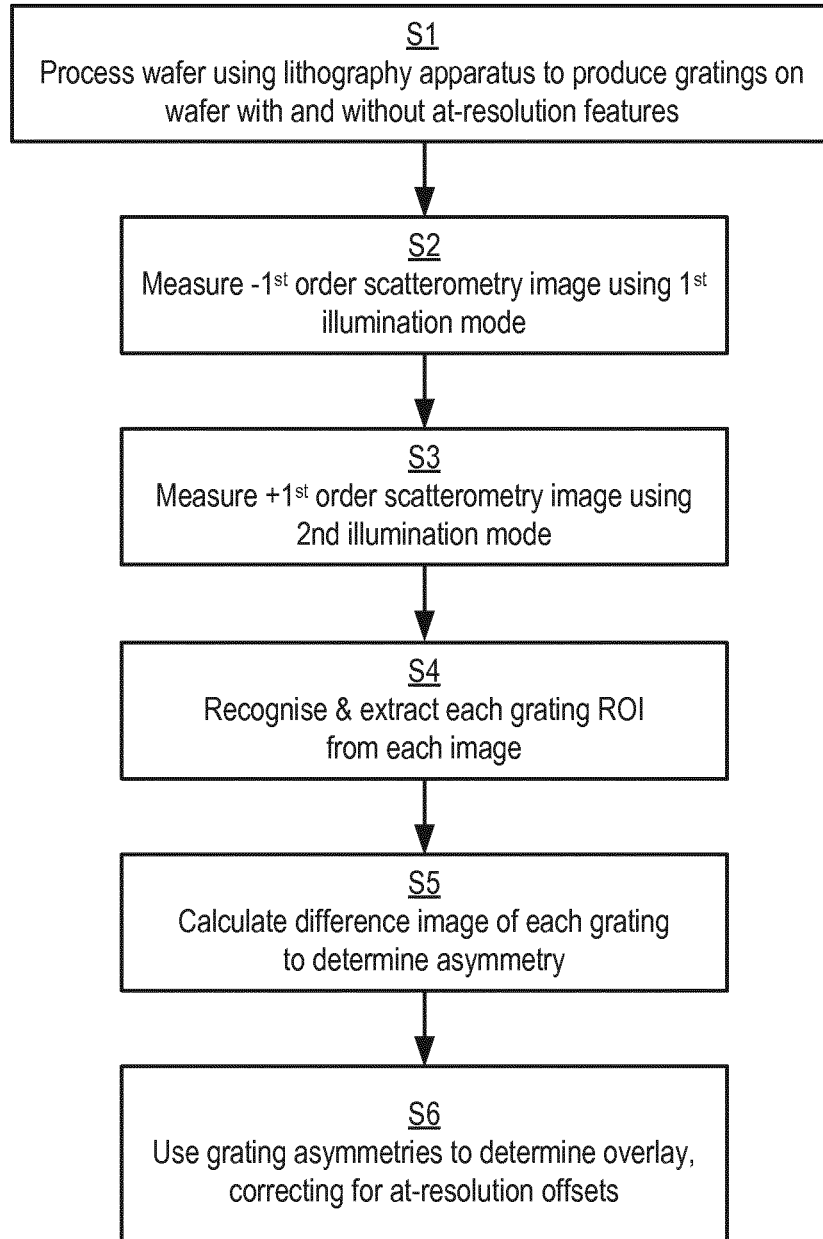 S1
Process wafer using lithography apparatus to produce gratings on
wafer with and without at-resolution features
S2
Measure -1st order scatterometry image using 1st
illumination mode
S3
Measure +1st order scatterometry image using
2nd illumination mode
S4
Recognise & extract each grating ROI
from each image
S5
Calculate difference image of each grating
to determine asymmetry
S6
Use grating asymmetries to determine overlay,
correcting for at-resolution offsets